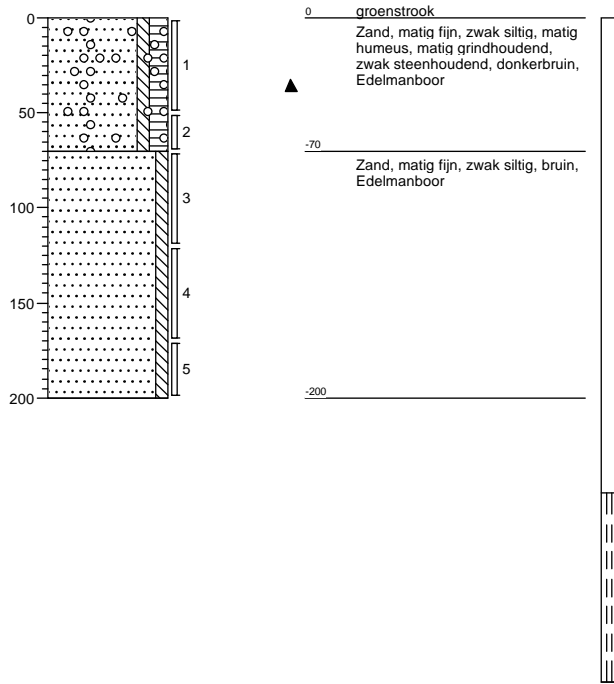 0
50
100
150
200
1
2
3
4
5
0
groenstrook
Zand, matig fijn, zwak siltig, matig
humeus, matig grindhoudend,
zwak steenhoudend, donkerbruin,
Edelmanboor
-70
Zand, matig fijn, zwak siltig, bruin,
Edelmanboor
-200